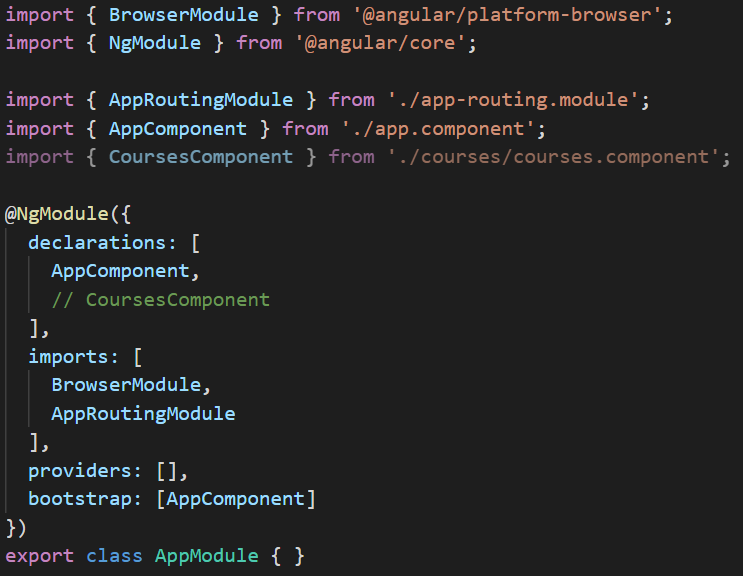 import { BrowserModule } from '@angular/platform-browser';
import { NgModule } from '@angular/core';

import { AppRoutingModule } from './app-routing.module';
import { AppComponent } from './app.component';
import { CoursesComponent } from './courses/courses.component';

@NgModule({
  declarations: [
    AppComponent,
    // CoursesComponent
  ],
  imports: [
    BrowserModule,
    AppRoutingModule
  ],
  providers: [],
  bootstrap: [AppComponent]
})
export class AppModule { }